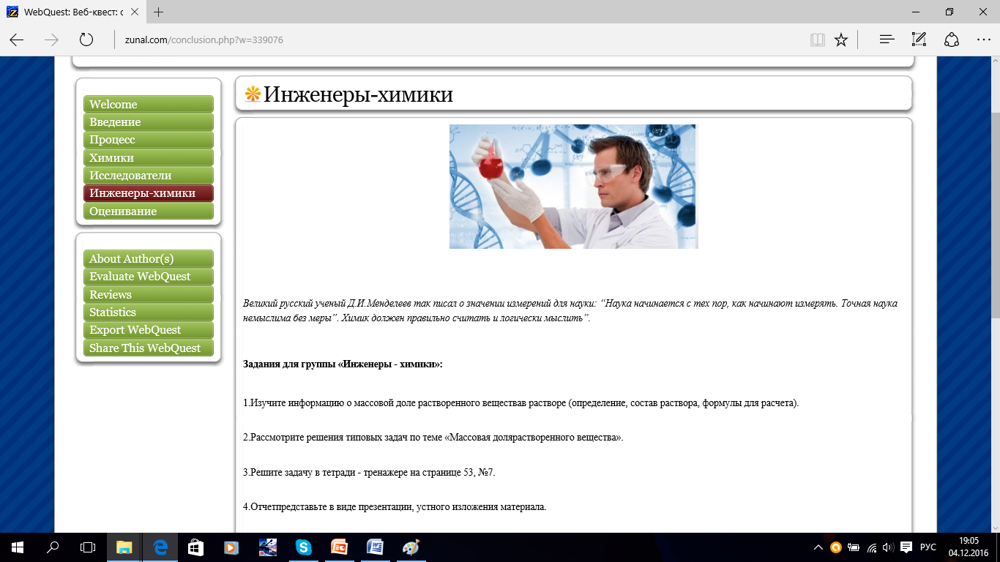 WebQuest: Веб-квест: с
zunal.com/conclusion.php?w=339076
Welcome
Введение
Процесс
Химики
Исследователи
Инженеры-химики
Оценивание
About Author(s)
Evaluate WebQuest
Reviews
Statistics
Export WebQuest
Share This WebQuest
Инженеры-химики
Великий русский ученый Д.И.Менделеев так писал о значении измерений для науки: “Наука начинается с тех пор, как начинают измерять. Точная наука
немыслима без меры”. Химик должен правильно считать и логически мыслить”.
Задания для группы «Инженеры - химики»:
1.Изучите информацию о массовой доле растворенного веществав растворе (определение, состав раствора, формулы для расчета).
2.Рассмотрите решения типовых задач по теме «Массовая долярастворенного вещества».
3.Решите задачу в тетради - тренажере на странице 53, №7.
4.Отчетпредставьте в виде презентации, устного изложения материала.
РУС
19:05
04.12.2016